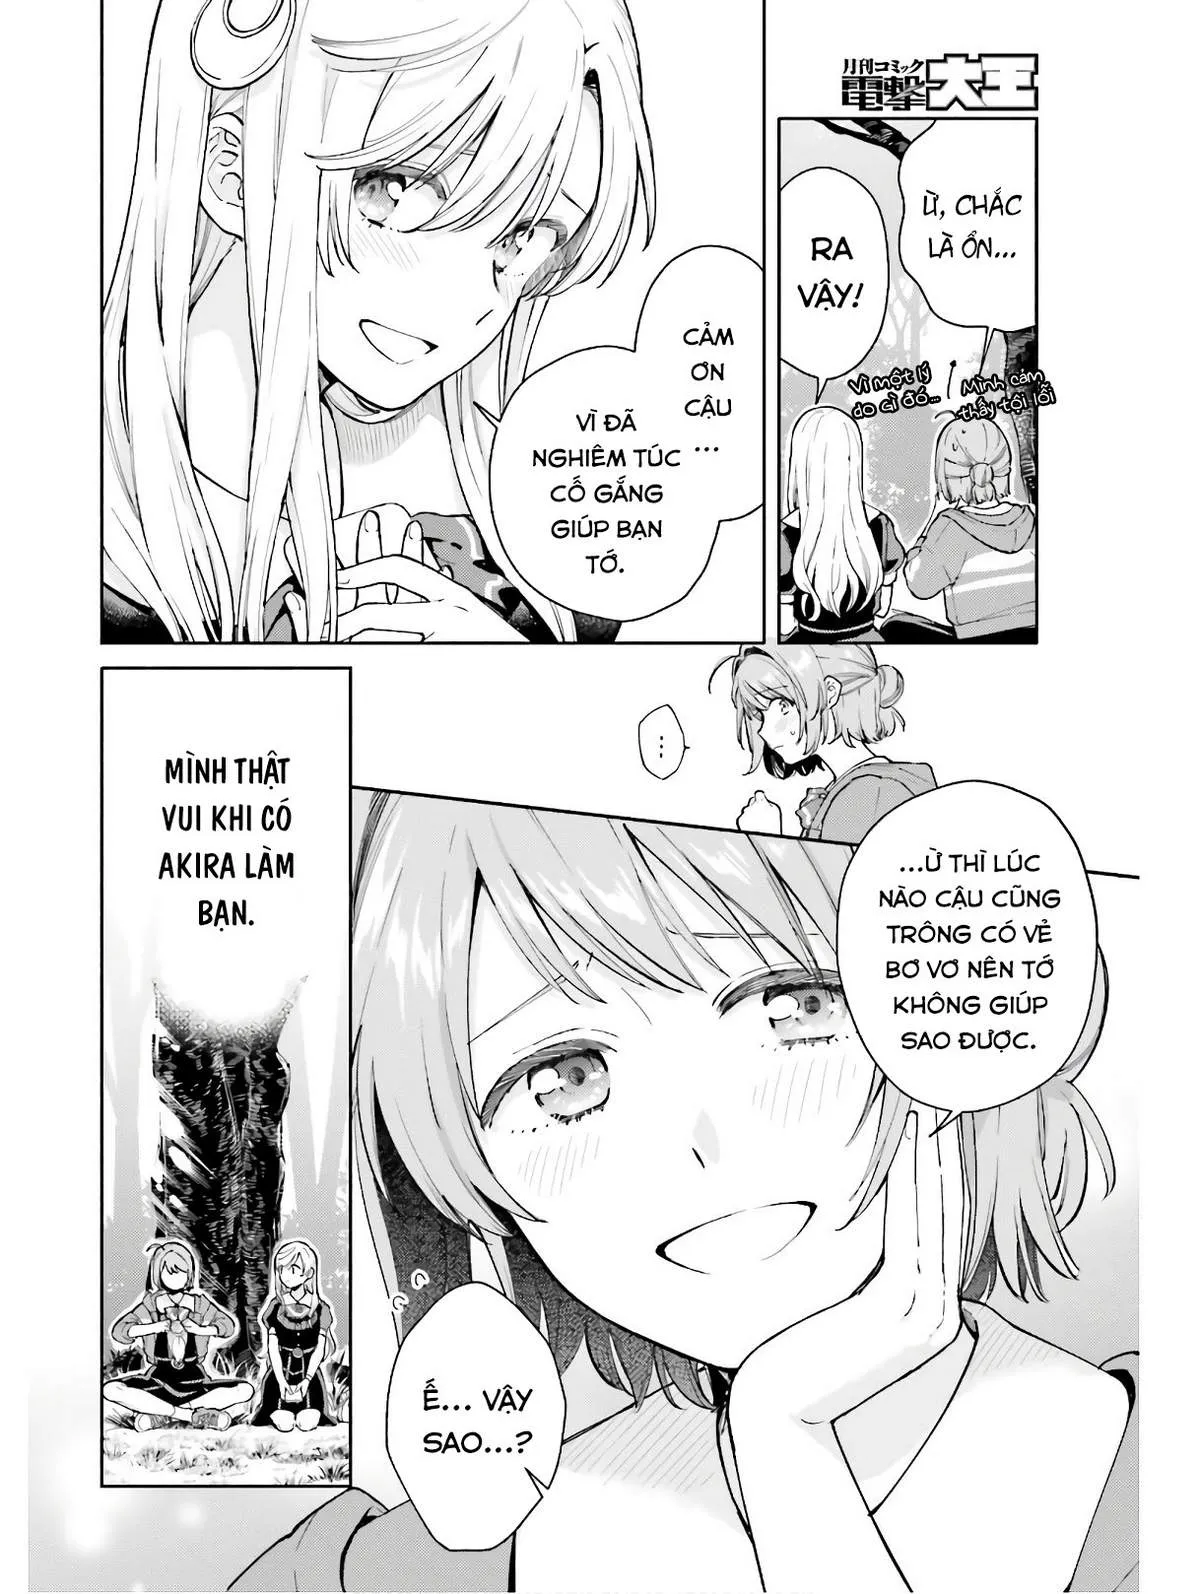 月刊コミック
電撃大王
Ừ, CHẮC
LÀ ỔN...
RA
VẬY!
Mình cảm
thấy tội lỗi
Vì một lý
do gì đó...
CẢM
ƠN
CẬU
...
VÌ ĐÃ
NGHIÊM TÚC
CỐ GẮNG
GIÚP BẠN
TỚ.
...
...Ừ THÌ LÚC
NÀO CẬU CŨNG
TRÔNG CÓ VẺ
BƠ VƠ NÊN TỚ
KHÔNG GIÚP
SAO ĐƯỢC.
Ế... VẬY
SAO...?
MÌNH THẬT
VUI KHI CÓ
AKIRA LÀM
BẠN.